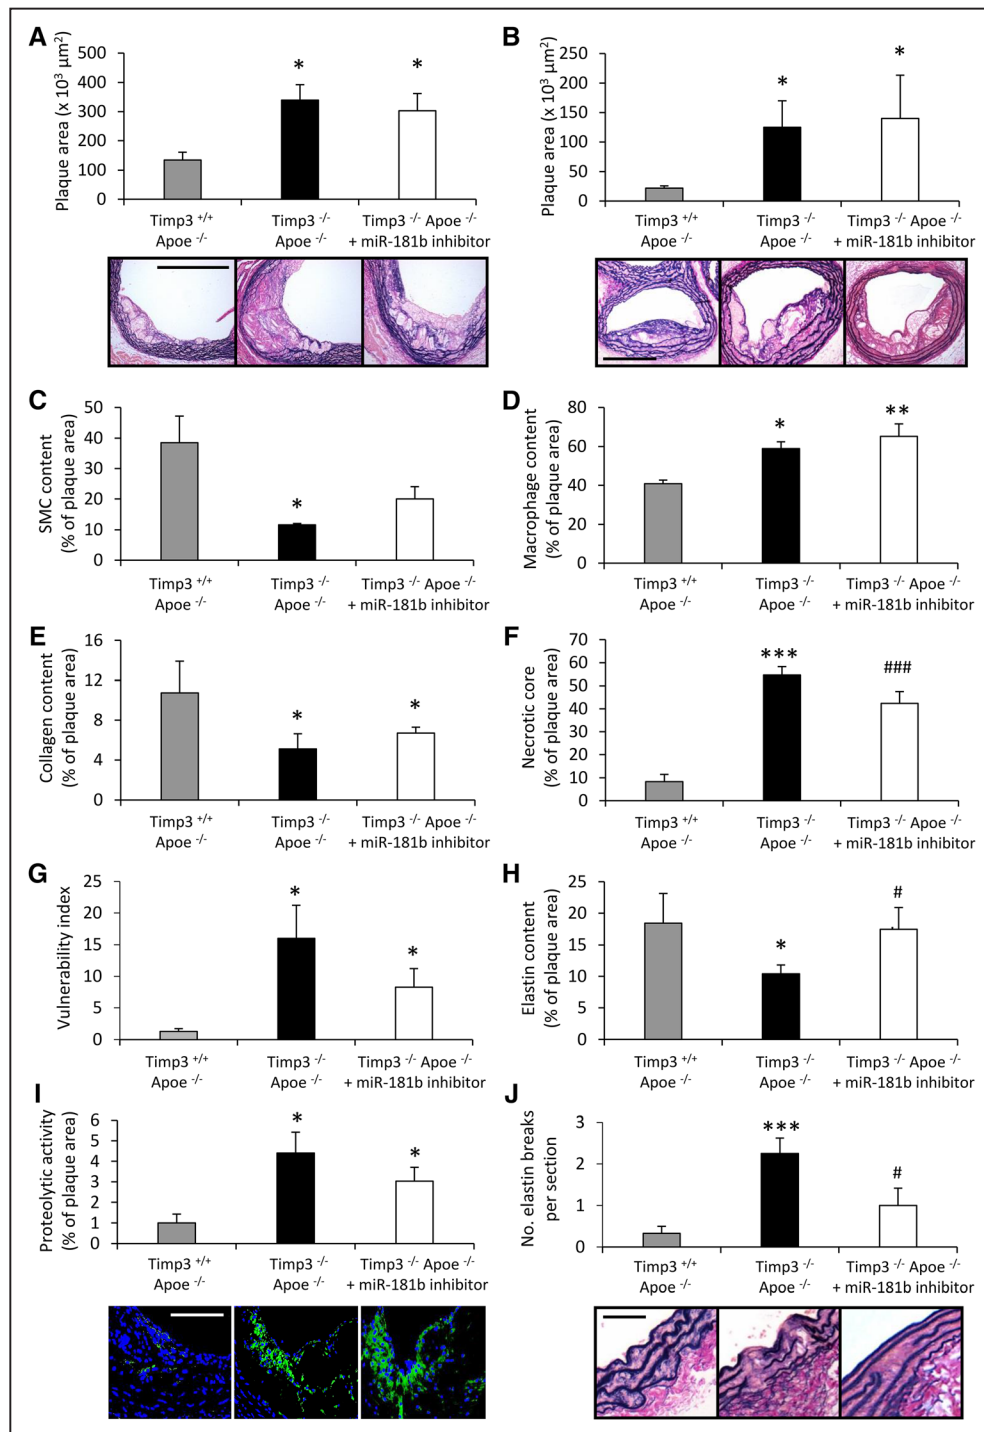 A
Plaque area (x 10³ µm²)
500
400
300
200
100
0
*
*
Timp3 +/+
Apoe -/-
Timp3 -/-
Apoe -/-
Timp3 -/- Apoe -/-
+ miR-181b inhibitor
B
Plaque area (x 10³ µm²)
250
200
150
100
50
0
*
*
Timp3 +/+
Apoe -/-
Timp3 -/-
Apoe -/-
Timp3 -/- Apoe -/-
+ miR-181b inhibitor
C
SMC content
(% of plaque area)
50
40
30
20
10
0
*
Timp3 +/+
Apoe -/-
Timp3 -/-
Apoe -/-
Timp3 -/- Apoe -/-
+ miR-181b inhibitor
D
Macrophage content
(% of plaque area)
80
60
40
20
0
*
**
Timp3 +/+
Apoe -/-
Timp3 -/-
Apoe -/-
Timp3 -/- Apoe -/-
+ miR-181b inhibitor
E
Collagen content
(% of plaque area)
16
12
8
4
0
*
*
Timp3 +/+
Apoe -/-
Timp3 -/-
Apoe -/-
Timp3 -/- Apoe -/-
+ miR-181b inhibitor
F
Necrotic core
(% of plaque area)
70
60
50
40
30
20
10
0
***
###
Timp3 +/+
Apoe -/-
Timp3 -/-
Apoe -/-
Timp3 -/- Apoe -/-
+ miR-181b inhibitor
G
Vulnerability index
25
20
15
10
5
0
*
*
Timp3 +/+
Apoe -/-
Timp3 -/-
Apoe -/-
Timp3 -/- Apoe -/-
+ miR-181b inhibitor
H
Elastin content
(% of plaque area)
25
20
15
10
5
0
*
#
Timp3 +/+
Apoe -/-
Timp3 -/-
Apoe -/-
Timp3 -/- Apoe -/-
+ miR-181b inhibitor
I
Proteolytic activity
(% of plaque area)
6
5
4
3
2
1
0
*
*
Timp3 +/+
Apoe -/-
Timp3 -/-
Apoe -/-
Timp3 -/- Apoe -/-
+ miR-181b inhibitor
J
No. elastin breaks
per section
3
2
1
0
***
#
Timp3 +/+
Apoe -/-
Timp3 -/-
Apoe -/-
Timp3 -/- Apoe -/-
+ miR-181b inhibitor